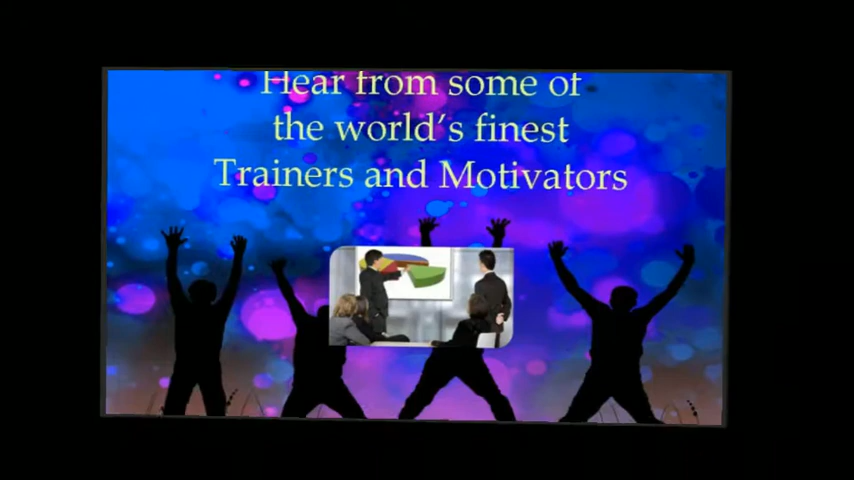 Hear from some of
the world's finest
Trainers and Motivators